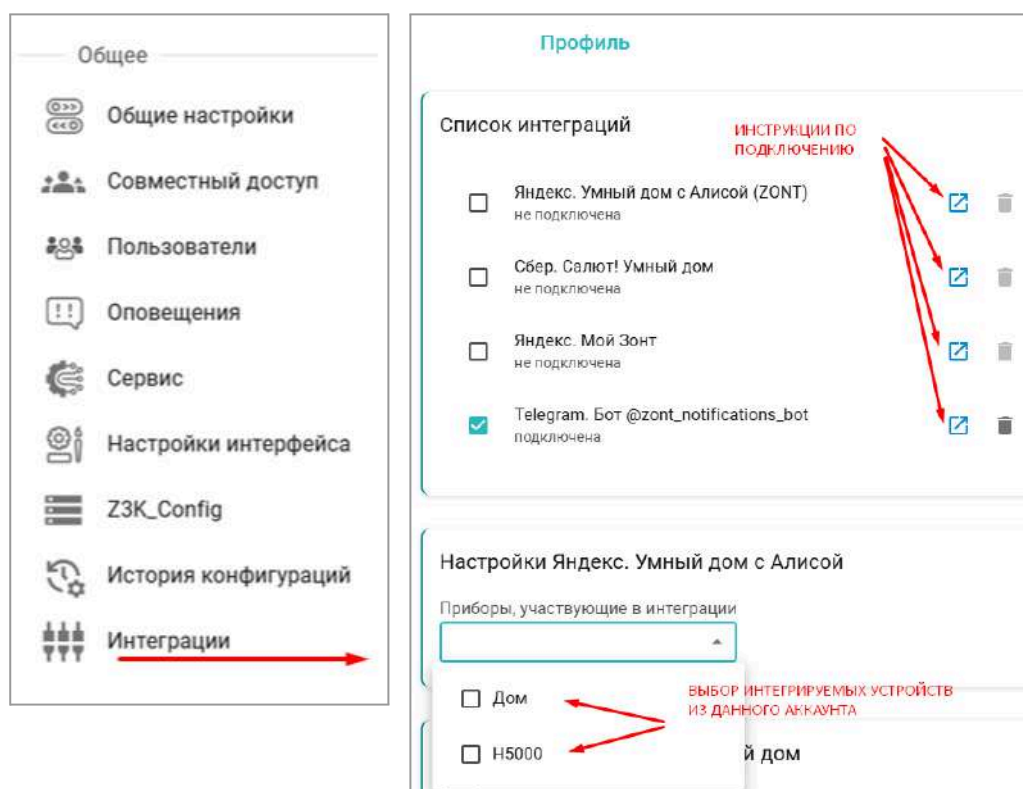 Общее
Общие настройки
Совместный доступ
Пользователи
Оповещения
Сервис
Настройки интерфейса
Z3K_Config
История конфигураций
Интеграции
Профиль
Список интеграций
ИНСТРУКЦИИ ПО
ПОДКЛЮЧЕНИЮ
Яндекс. Умный дом с Алисой (ZONT)
не подключена
Сбер. Салют! Умный дом
не подключена
Яндекс. Мой Зонт
не подключена
Telegram. Бот @zont_notifications_bot
подключена
Настройки Яндекс. Умный дом с Алисой
Приборы, участвующие в интеграции
Дом
ВЫБОР ИНТЕГРИРУЕМЫХ УСТРОЙСТВ
ИЗ ДАННОГО АККАУНТА
H5000
й дом